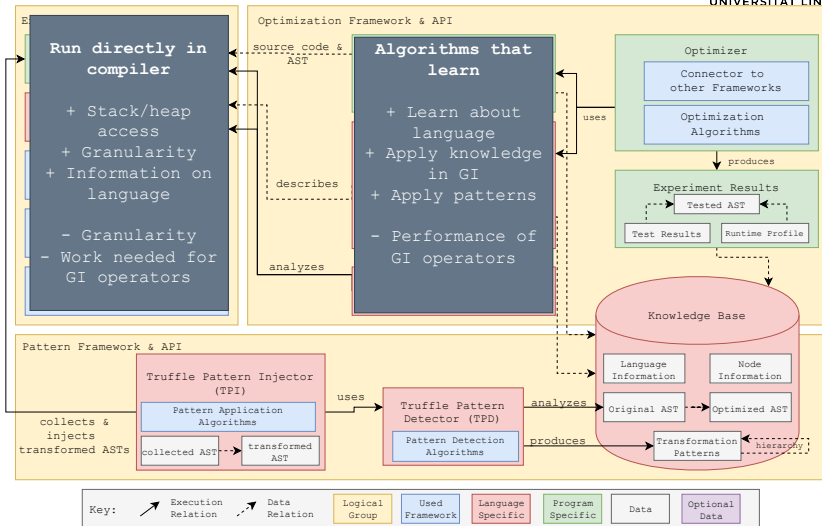 UNIVERSITÄT LIN
E
Optimization Framework & API
Run directly in
compiler
+ Stack/heap
access
+ Granularity
+ Information on
language
- Granularity
- Work needed for
GI operators
source code &
AST
describes
analyzes
Algorithms that
learn
+ Learn about
language
+ Apply knowledge
in GI
+ Apply patterns
- Performance of
GI operators
uses
Optimizer
Connector to
other Frameworks
Optimization
Algorithms
produces
Experiment Results
Tested AST
Test Results
Runtime Profile
Knowledge Base
Language
Information
Node
Information
Original AST
Optimized AST
Transformation
Patterns
hierarchy
Pattern Framework & API
Truffle Pattern Injector
(TPI)
Pattern Application
Algorithms
collected AST
transformed
AST
collects &
injects
transformed ASTs
uses
Truffle Pattern
Detector (TPD)
Pattern Detection
Algorithms
analyzes
produces
Key:
Execution
Relation
Data
Relation
Logical
Group
Used
Framework
Language
Specific
Program
Specific
Data
Optional
Data